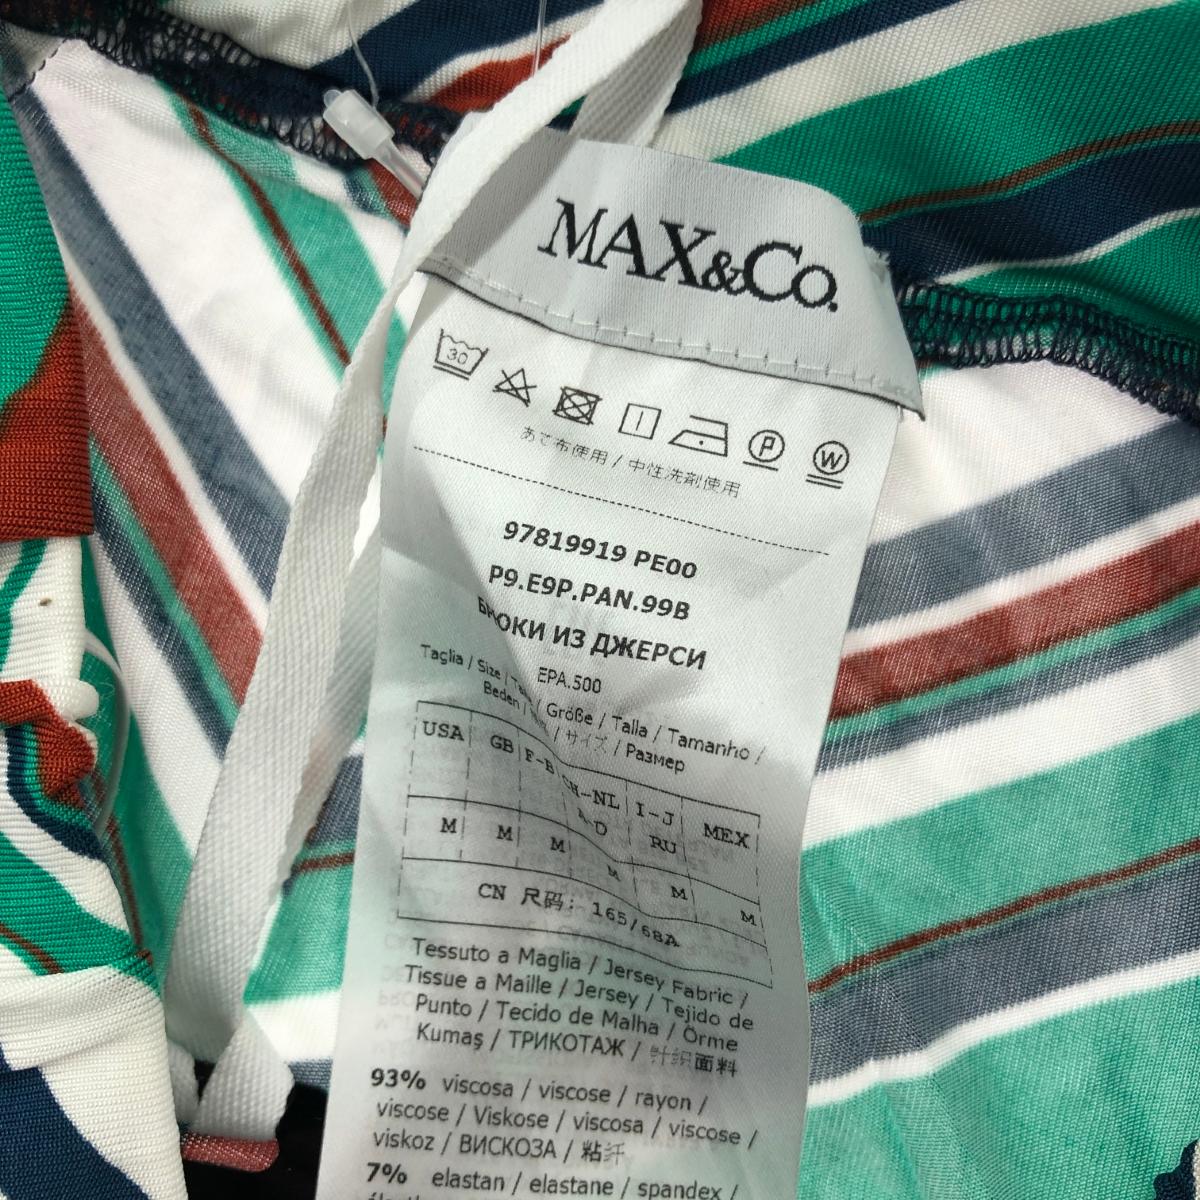 MAX&Co.
30
P
W
あて布使用 / 中性洗剤使用
97819919 PE00
P9.E9P.PAN.99B
БРЮКИ ИЗ ДЖЕРСИ
EPA.500
Taglia / Size / Größe / Talla / Tamanho /
Beden / サイズ / Размер
USA GB F-B CH-NL I-J MEX
A-D RU
M M M M M M
CN 尺码: 165/68A
Tessuto a Maglia / Jersey Fabric /
Tissue a Maille / Jersey / Tejido de
Punto / Tecido de Malha / Örme
Kumaş / ТРИКОТАЖ / 针织面料
93% viscosa / viscose / rayon /
viscose / Viskose / viscosa / viscose /
viskoz / ВИСКОЗА / 粘纤
7% elastan / elastane / spandex /